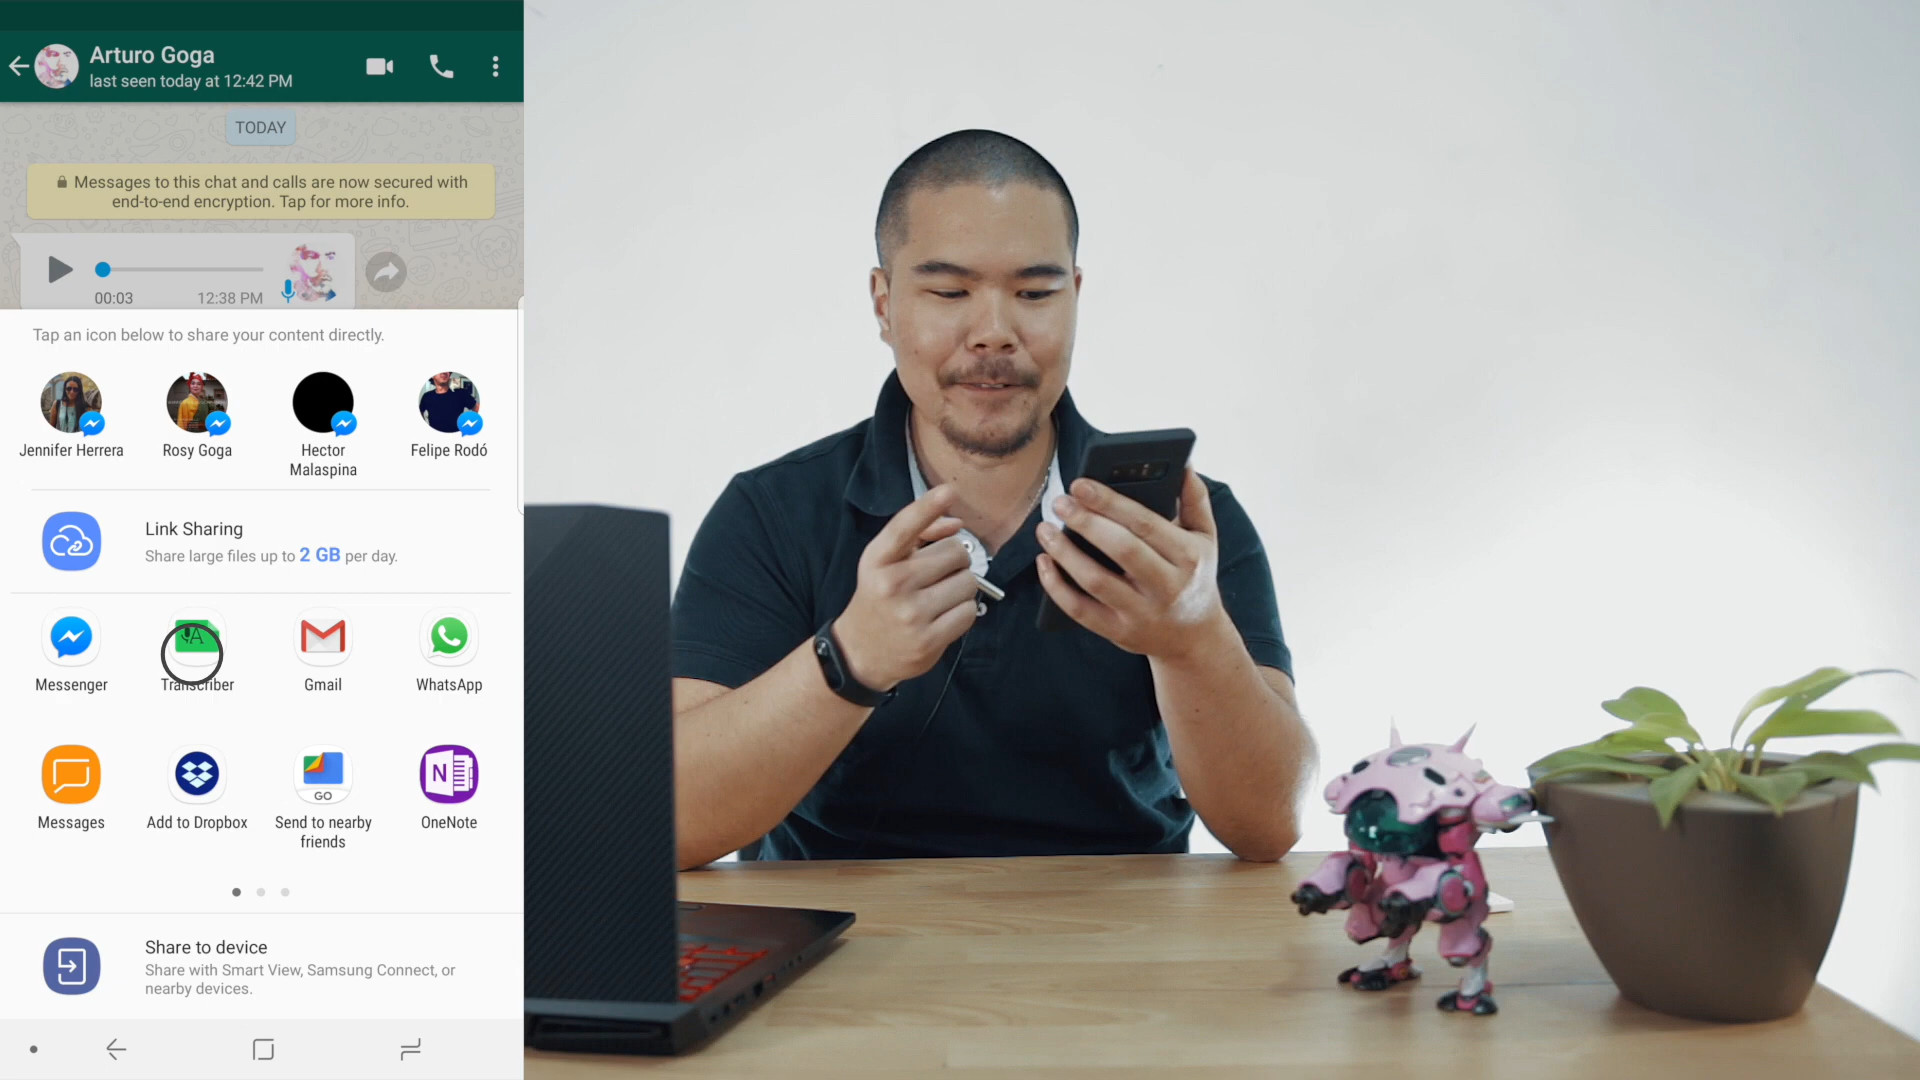 Arturo Goga
last seen today at 12:42 PM
TODAY
Messages to this chat and calls are now secured with
end-to-end encryption. Tap for more info.
00:03
12:38 PM
Tap an icon below to share your content directly.
Jennifer Herrera
Rosy Goga
Hector
Malaspina
Felipe Rodó
Link Sharing
Share large files up to 2 GB per day.
A
Messenger
Transcriber
Gmail
WhatsApp
GO
N
Messages
Add to Dropbox
Send to nearby
friends
OneNote
Share to device
Share with Smart View, Samsung Connect, or
nearby devices.